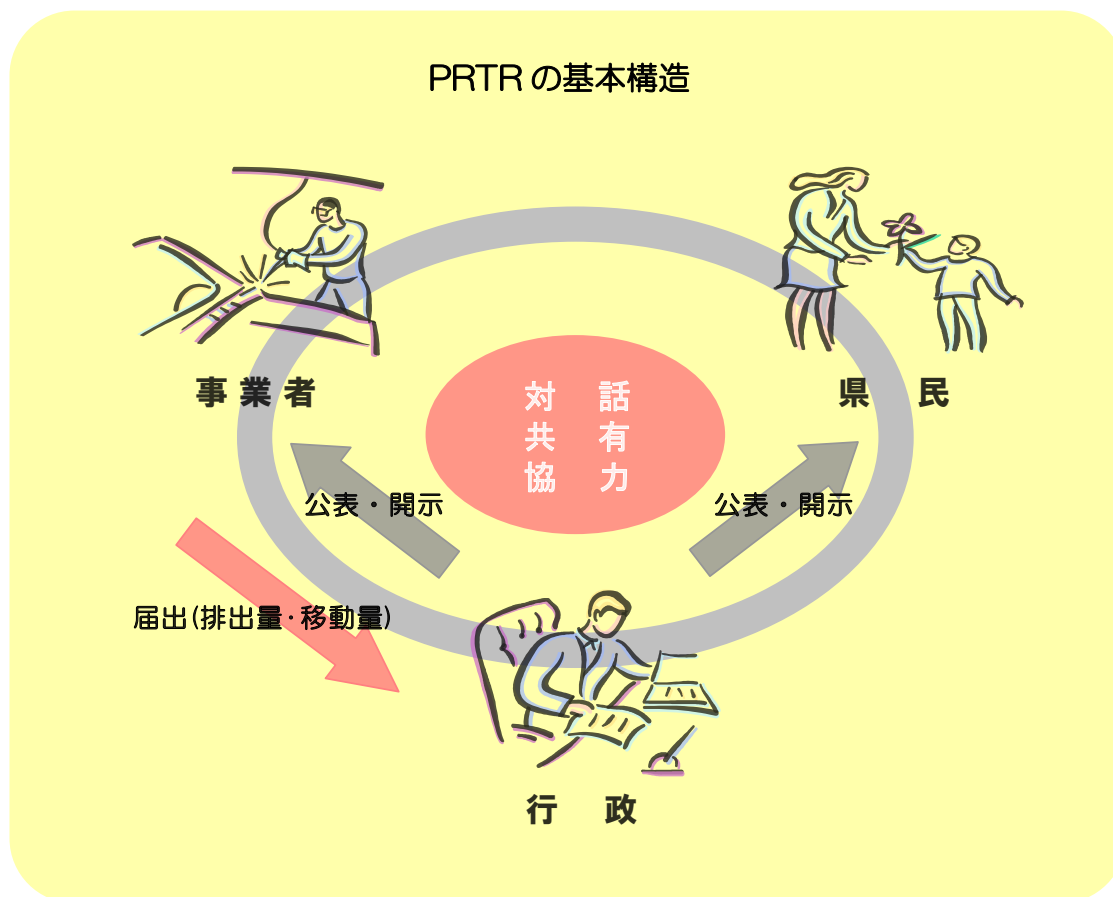 PRTRの基本構造
事業者
県民
対話
共有
協力
公表・開示
公表・開示
届出(排出量・移動量)
行政